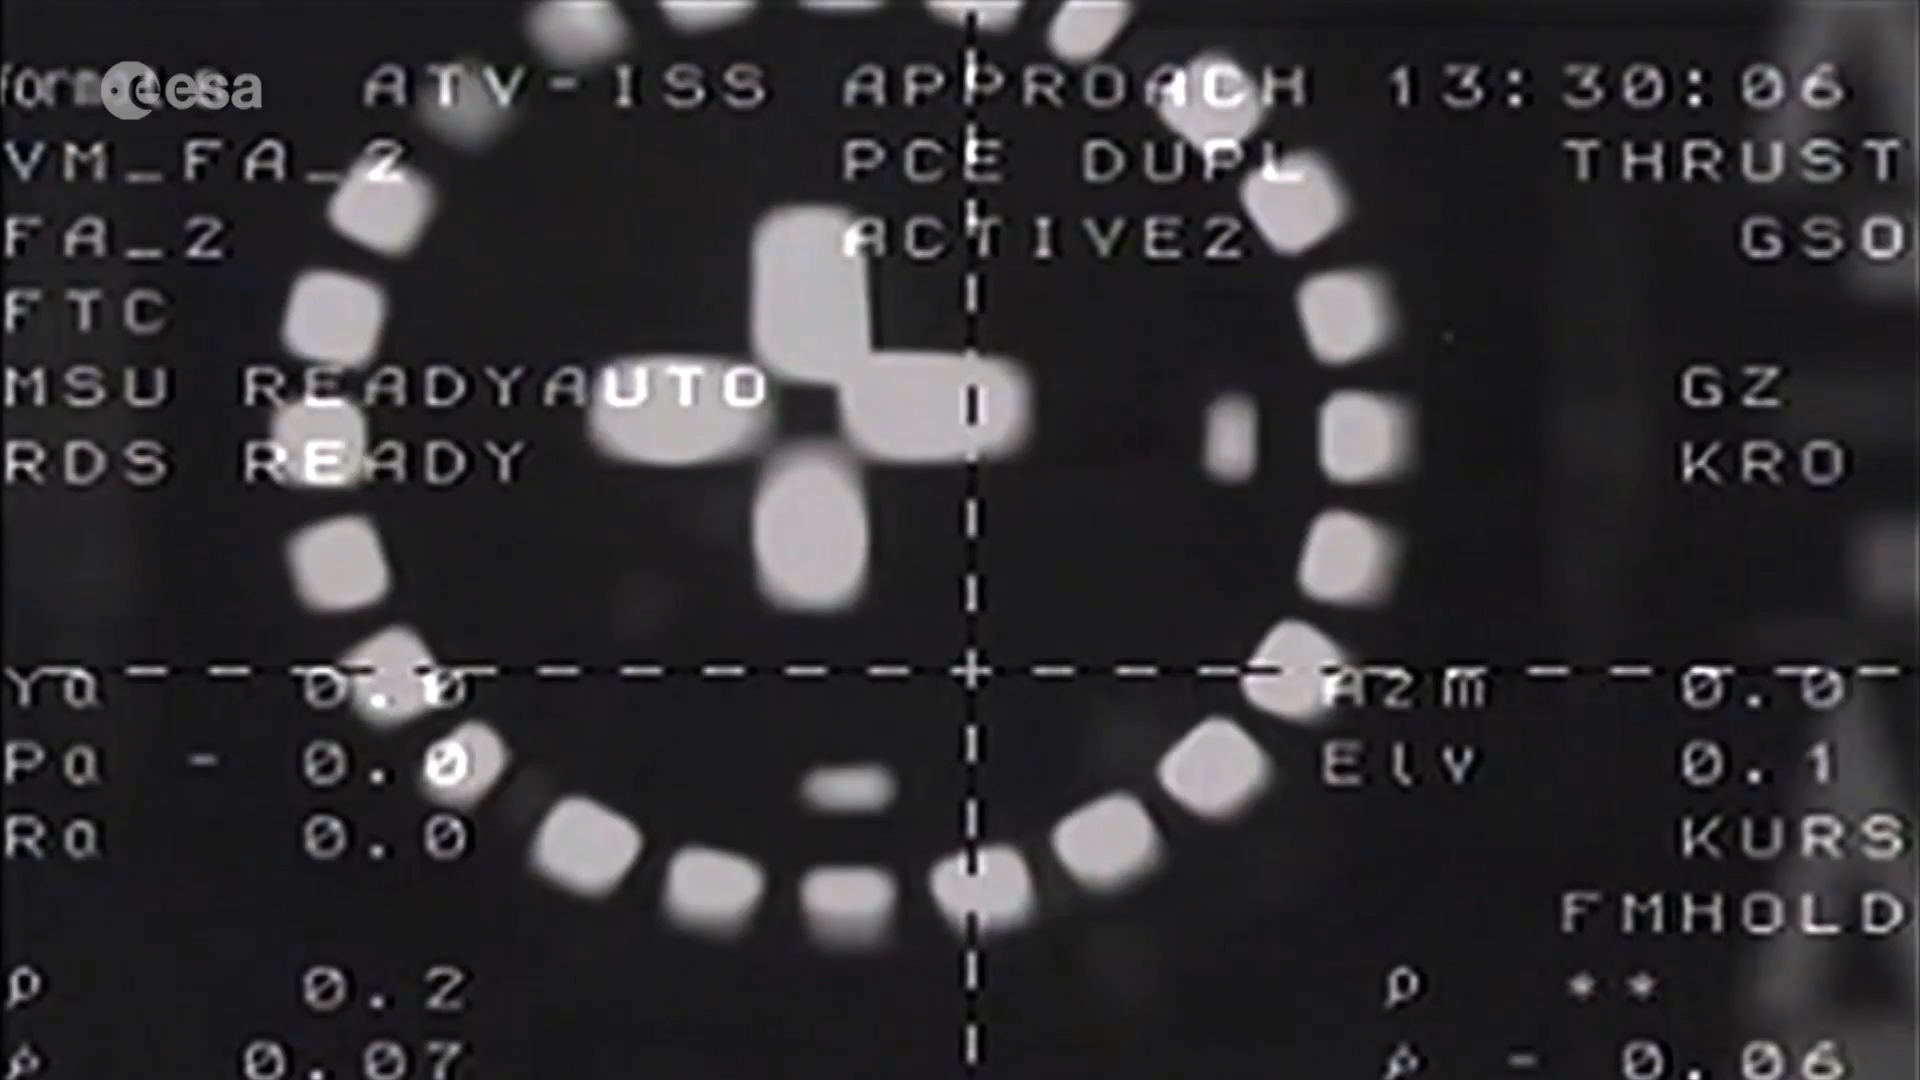 esa
ATV-ISS APPROACH 13:30:06
VM_FA_2 PCE DUPL THRUST
FA_2 ACTIVE2 GSO
FTC
MSU READYAUTO GZ
RDS READY KRO
Ya 0.0 Azm 0.0
Pa - 0.0 Elv 0.1
Ra 0.0 KURS
FMHOLD
ρ 0.2 ρ **
ρ̇ 0.07 ρ̇ - 0.06